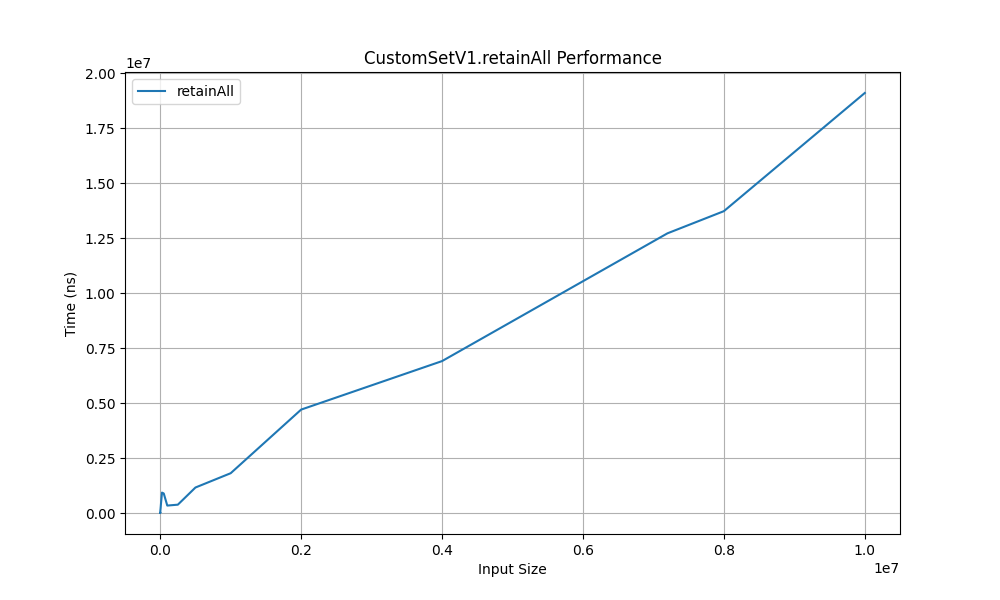 CustomSetV1.retainAll Performance
1e7
retainAll
2.00
1.75
1.50
1.25
1.00
0.75
0.50
0.25
0.00
Time (ns)
0.0 0.2 0.4 0.6 0.8 1.0
1e7
Input Size